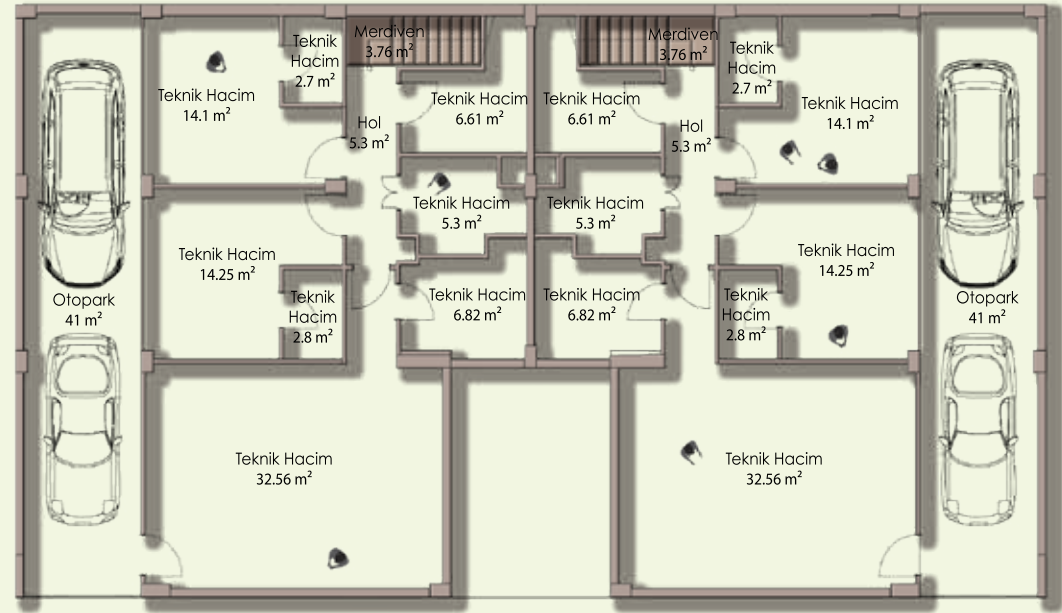 Merdiven
3.76 m²
Merdiven
3.76 m²
Teknik
Hacim
2.7 m²
Teknik
Hacim
2.7 m²
Teknik Hacim
14.1 m²
Teknik Hacim
6.61 m²
Teknik Hacim
6.61 m²
Teknik Hacim
14.1 m²
Hol
5.3 m²
Hol
5.3 m²
Teknik Hacim
5.3 m²
Teknik Hacim
5.3 m²
Teknik Hacim
14.25 m²
Teknik Hacim
14.25 m²
Otopark
41 m²
Teknik
Hacim
2.8 m²
Teknik Hacim
6.82 m²
Teknik Hacim
6.82 m²
Teknik
Hacim
2.8 m²
Otopark
41 m²
Teknik Hacim
32.56 m²
Teknik Hacim
32.56 m²